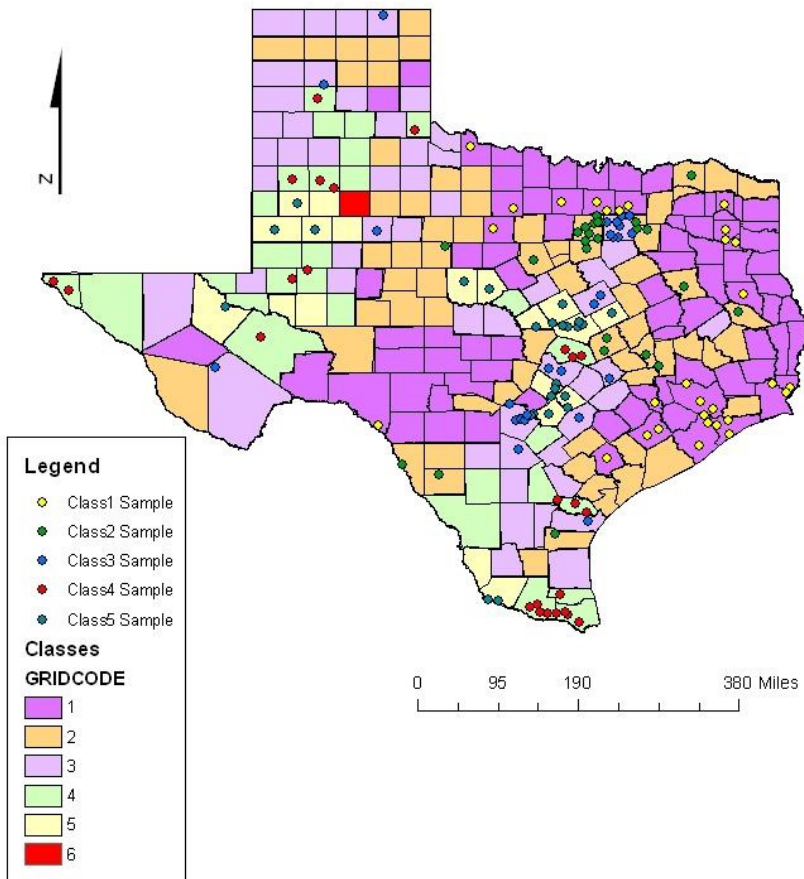 N
Legend
Class1 Sample
Class2 Sample
Class3 Sample
Class4 Sample
Class5 Sample
Classes
GRIDCODE
1
2
3
4
5
6
0 95 190 380 Miles